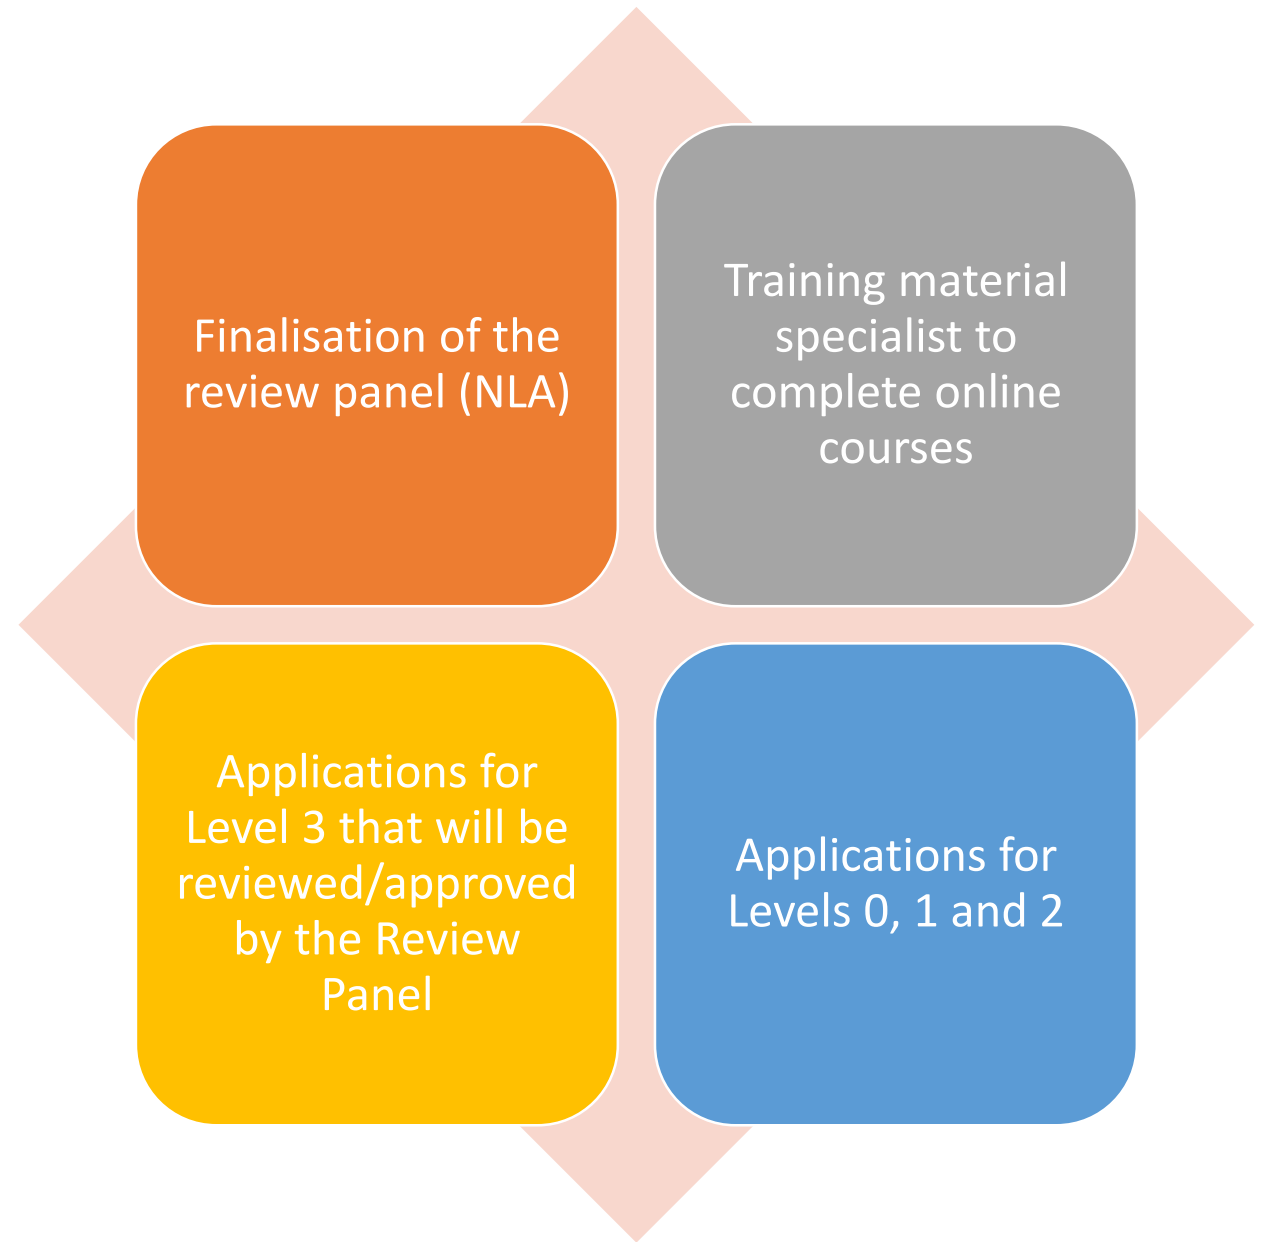 Finalisation of the
review panel (NLA)
Training material
specialist to
complete online
courses
Applications for
Level 3 that will be
reviewed/approved
by the Review
Panel
Applications for
Levels 0, 1 and 2